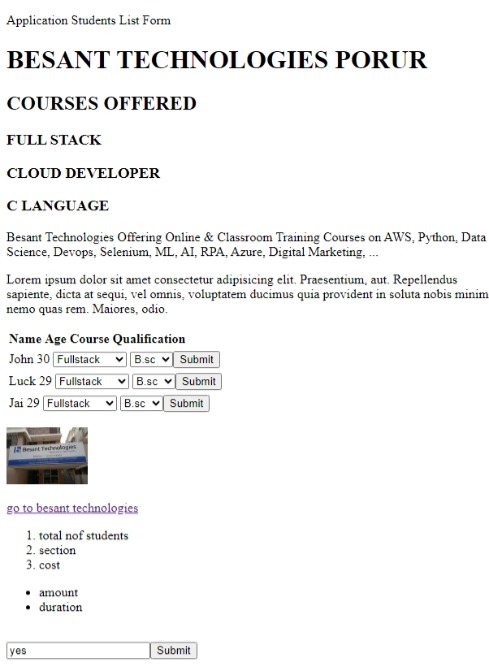 Application Students List Form
BESANT TECHNOLOGIES PORUR
COURSES OFFERED
FULL STACK
CLOUD DEVELOPER
C LANGUAGE
Besant Technologies Offering Online & Classroom Training Courses on AWS, Python, Data
Science, Devops, Selenium, ML, AI, RPA, Azure, Digital Marketing, ...
Lorem ipsum dolor sit amet consectetur adipisicing elit. Praesentium, aut. Repellendus
sapiente, dicta at sequi, vel omnis, voluptatem ducimus quia provident in soluta nobis minim
nemo quas rem. Maiores, odio.
Name Age Course Qualification
John 30 Fullstack B.sc Submit
Luck 29 Fullstack B.sc Submit
Jai 29 Fullstack B.sc Submit
Besant Technologies
go to besant technologies
1. total nof students
2. section
3. cost
• amount
• duration
yes Submit